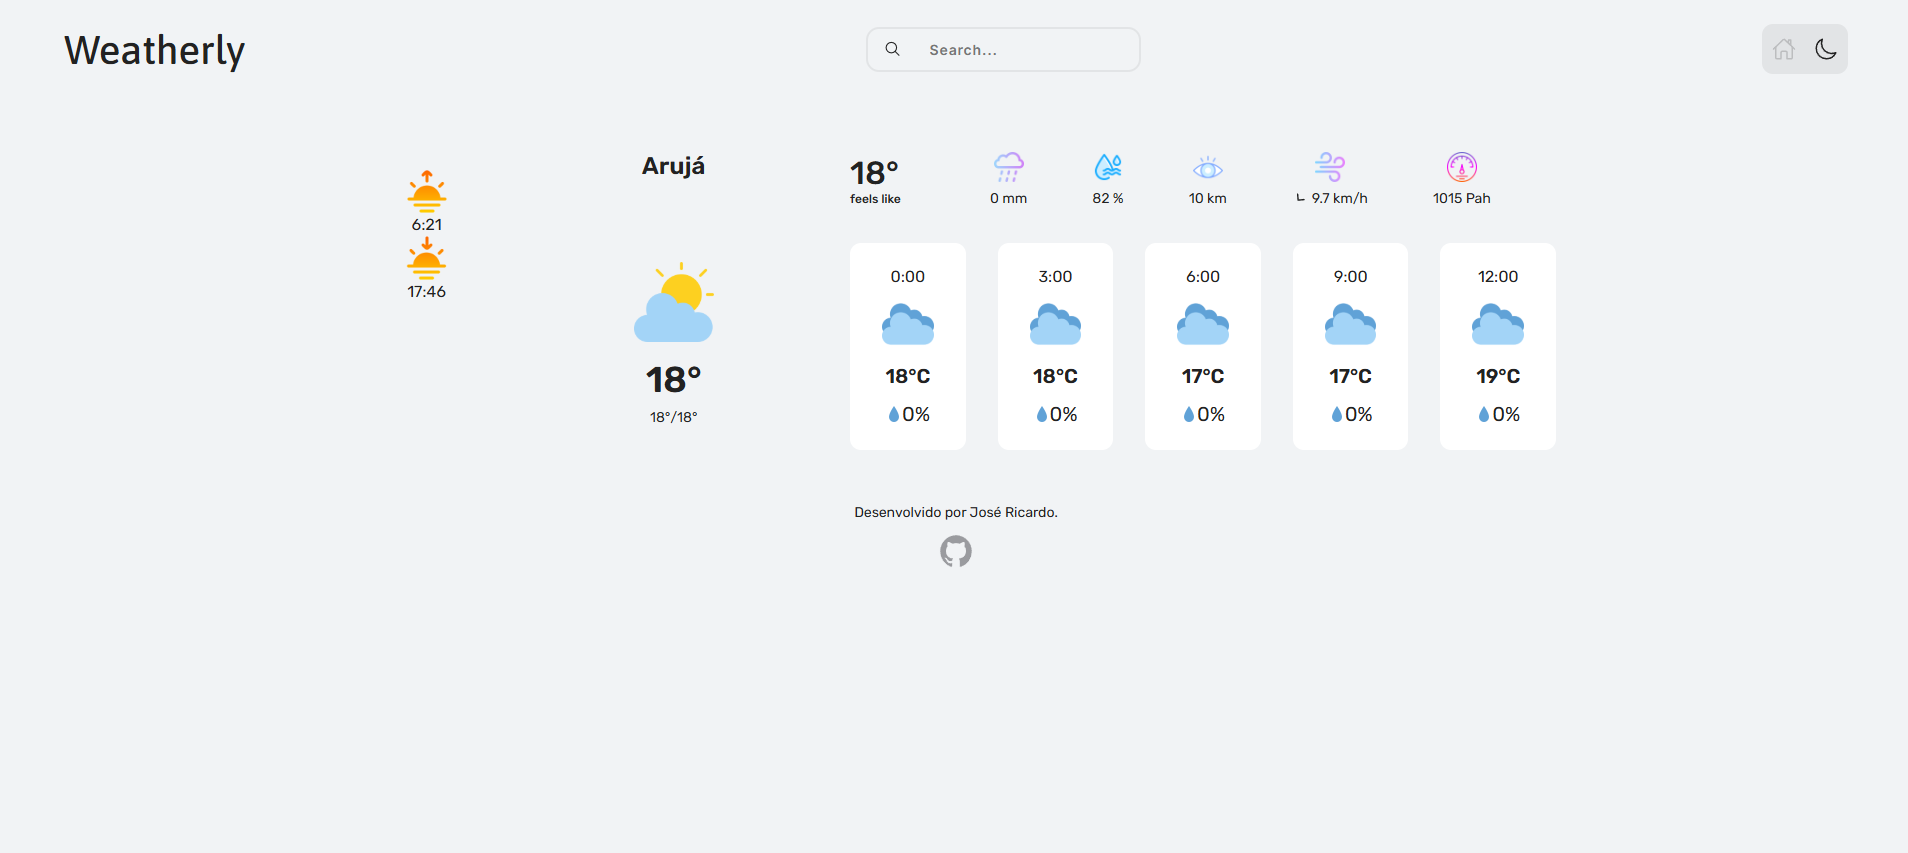 Weatherly
Search...
6:21
17:46
Arujá
18°
18°/18°
18°
feels like
0 mm
82 %
10 km
9.7 km/h
1015 Pah
0:00
18°C
0%
3:00
18°C
0%
6:00
17°C
0%
9:00
17°C
0%
12:00
19°C
0%
Desenvolvido por José Ricardo.